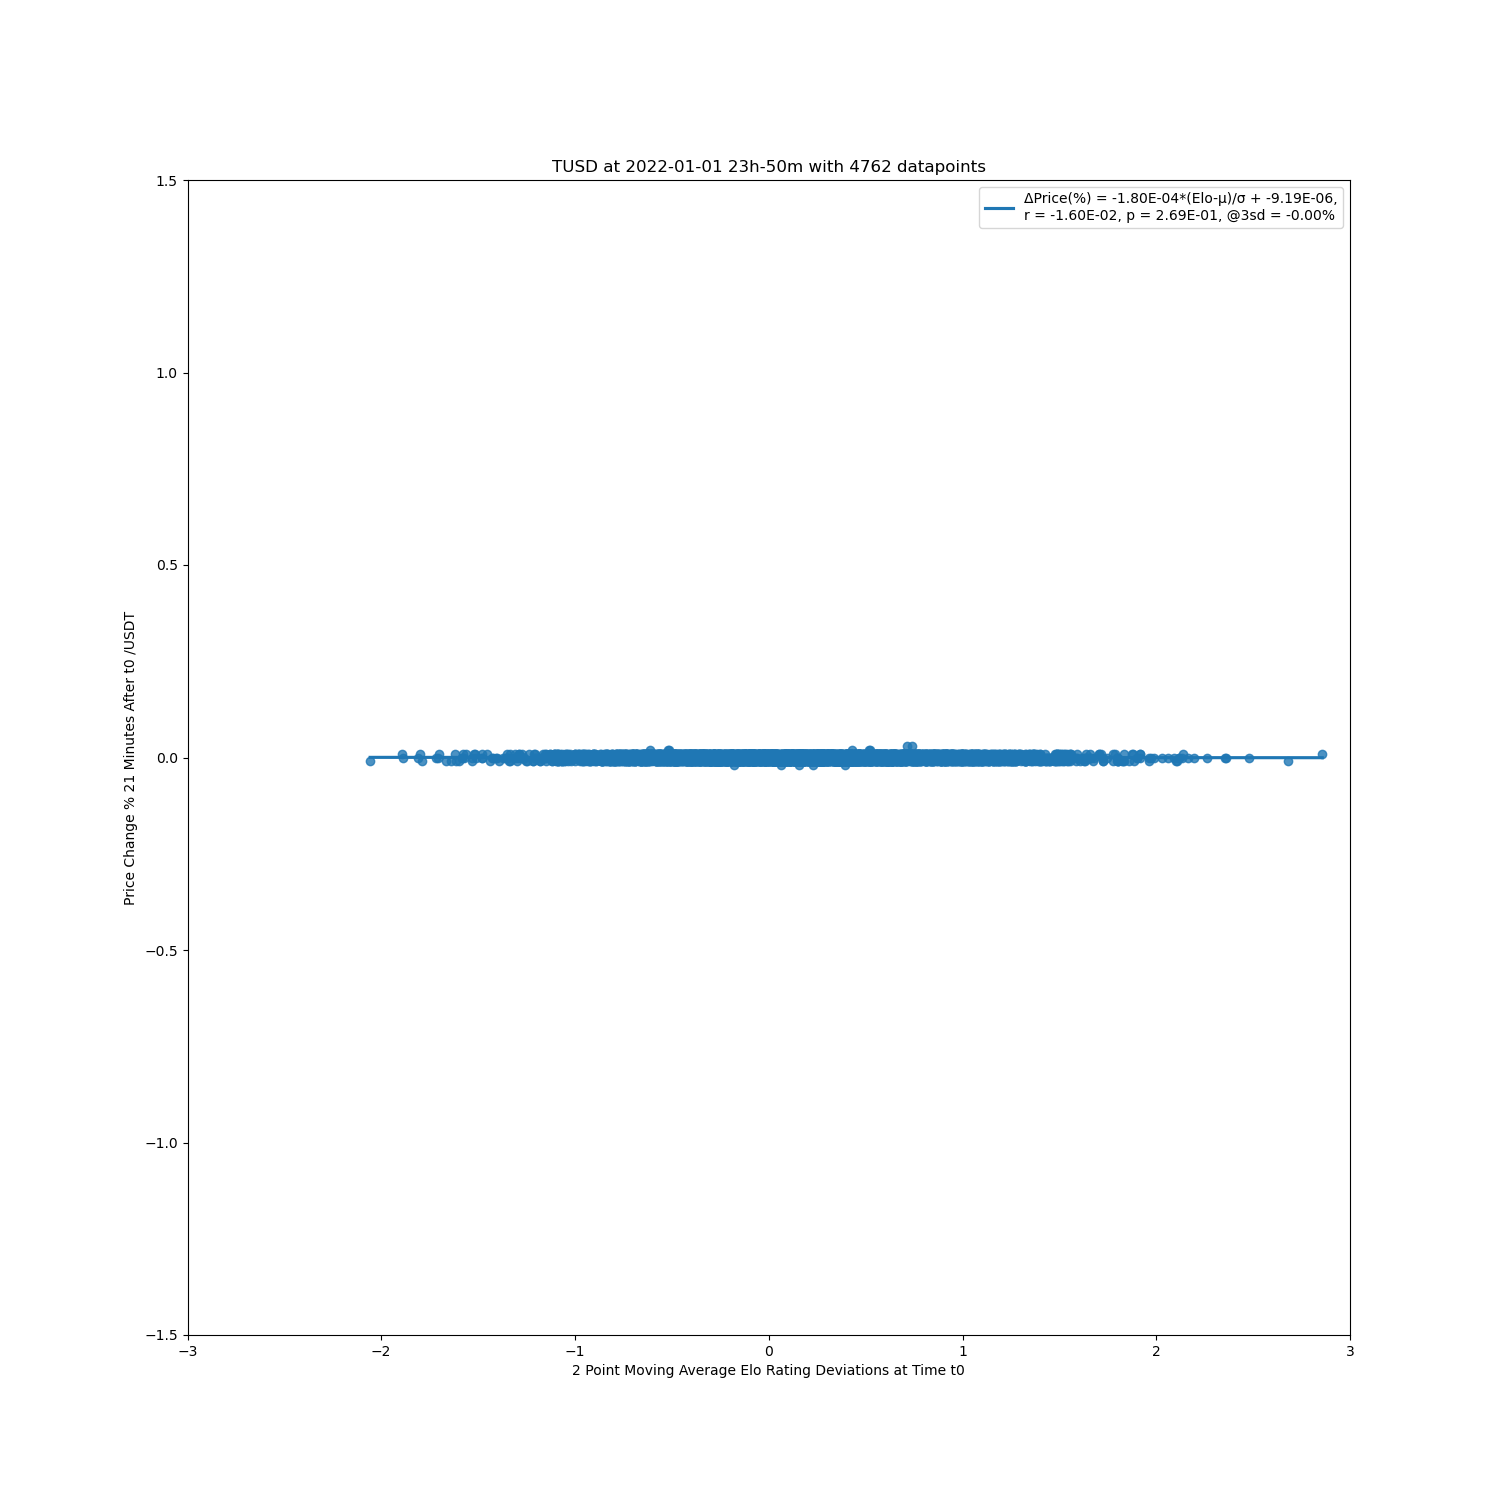 TUSD at 2022-01-01 23h-50m with 4762 datapoints
ΔPrice(%) = -1.80E-04*(Elo-μ)/σ + -9.19E-06,
r = -1.60E-02, p = 2.69E-01, @3sd = -0.00%
1.5
1.0
0.5
0.0
−0.5
−1.0
−1.5
Price Change % 21 Minutes After t0 /USDT
−3
−2
−1
0
1
2
3
2 Point Moving Average Elo Rating Deviations at Time t0